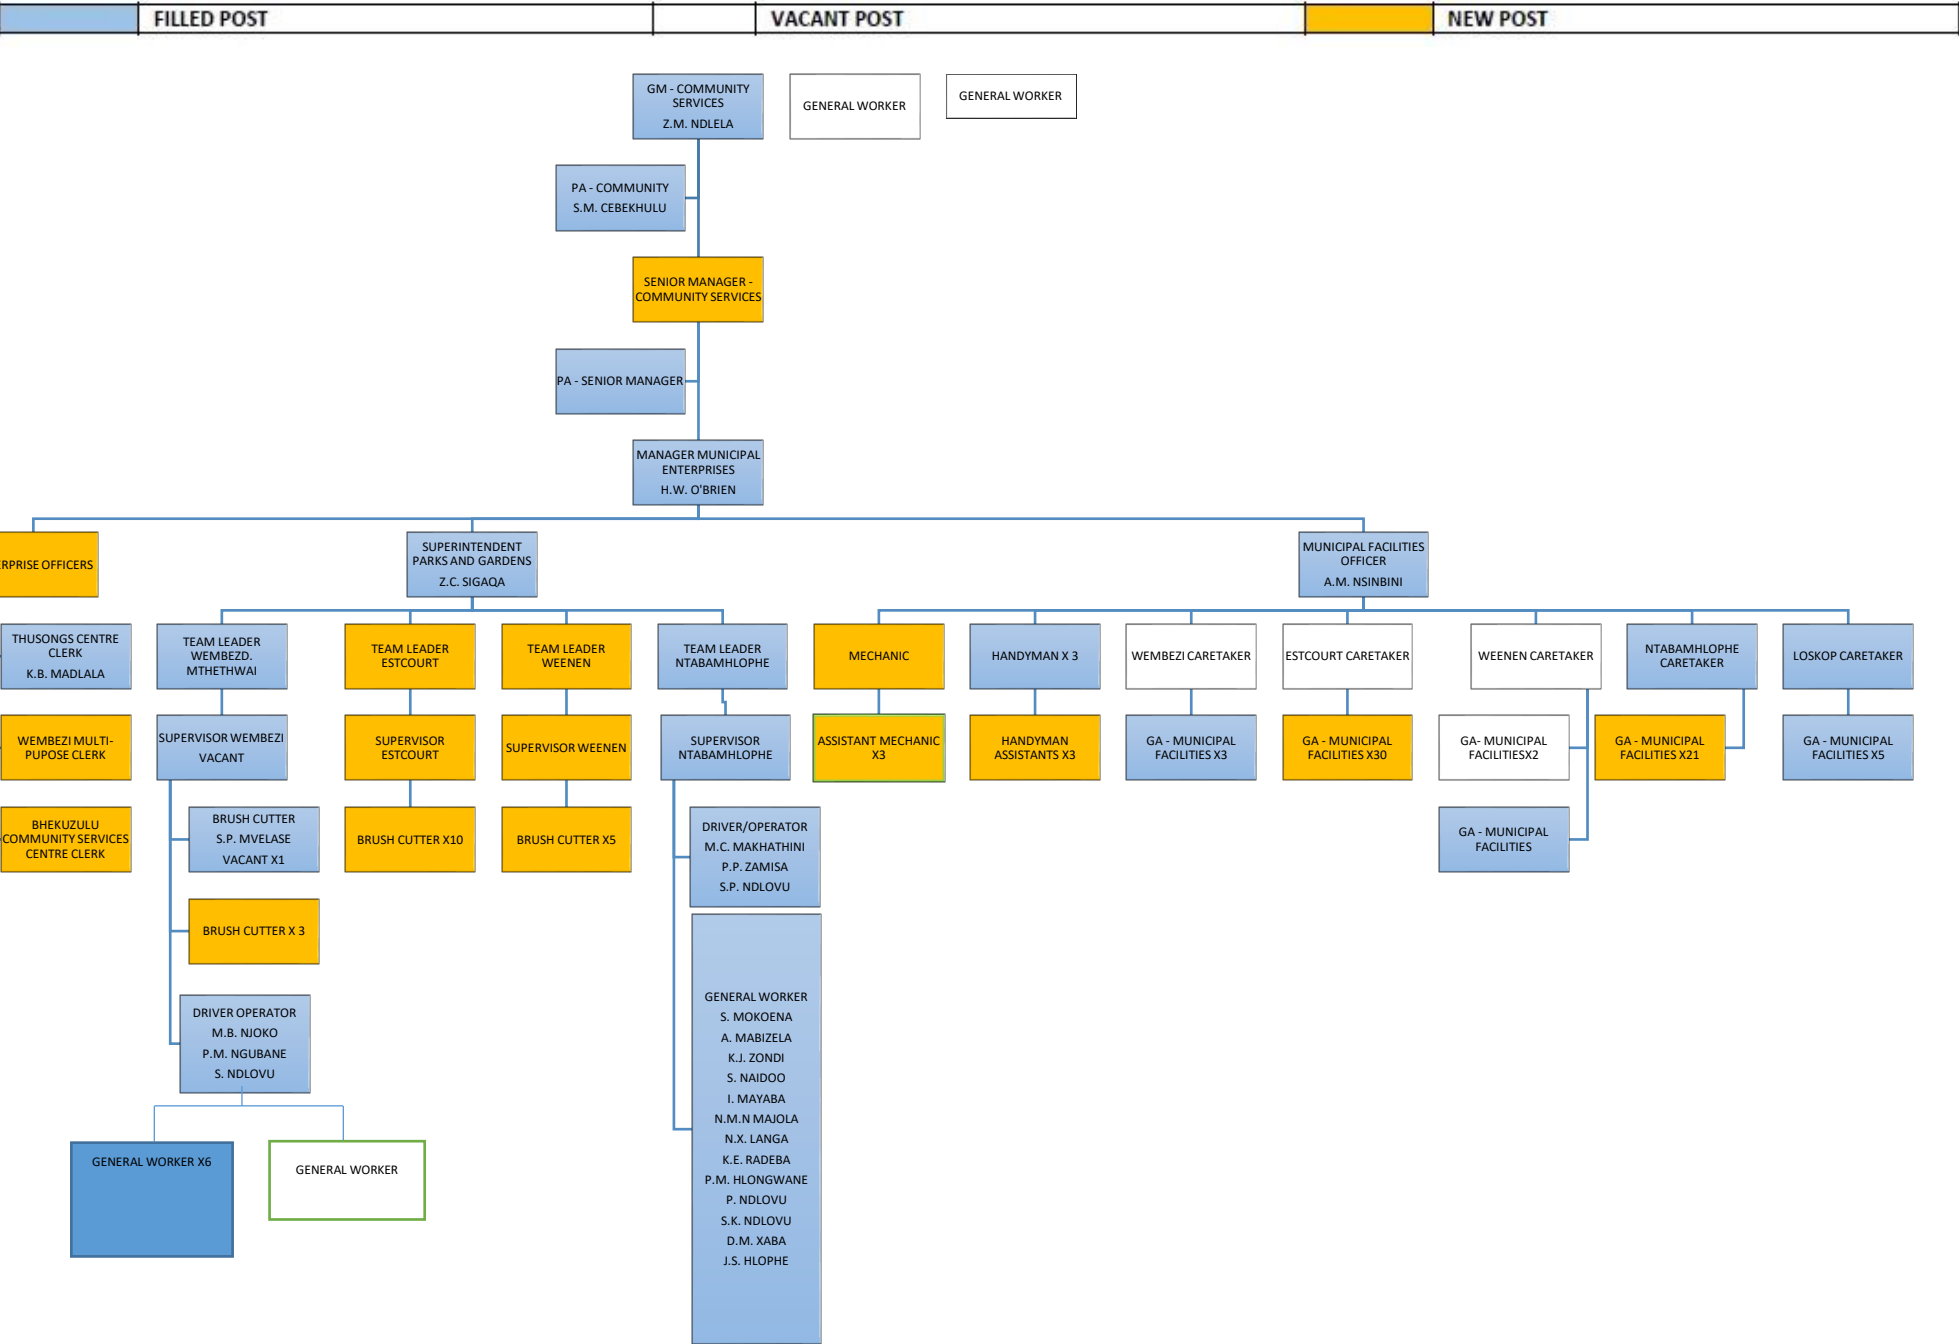 FILLED POST
VACANT POST
NEW POST
GM - COMMUNITY
SERVICES
Z.M. NDLELA
GENERAL WORKER
GENERAL WORKER
PA - COMMUNITY
S.M. CEBEKHULU
SENIOR MANAGER -
COMMUNITY SERVICES
PA - SENIOR MANAGER
MANAGER MUNICIPAL
ENTERPRISES
H.W. O'BRIEN
RPRISE OFFICERS
SUPERINTENDENT
PARKS AND GARDENS
Z.C. SIGAQA
MUNICIPAL FACILITIES
OFFICER
A.M. NSINBINI
THUSONGS CENTRE
CLERK
K.B. MADLALA
TEAM LEADER
WEMBEZD.
MTHETHWAI
TEAM LEADER
ESTCOURT
TEAM LEADER
WEENEN
TEAM LEADER
NTABAMHLOPHE
MECHANIC
HANDYMAN X 3
WEMBEZI CARETAKER
ESTCOURT CARETAKER
WEENEN CARETAKER
NTABAMHLOPHE
CARETAKER
LOSKOP CARETAKER
WEMBEZI MULTI-
PUPOSE CLERK
SUPERVISOR WEMBEZI
VACANT
SUPERVISOR
ESTCOURT
SUPERVISOR WEENEN
SUPERVISOR
NTABAMHLOPHE
ASSISTANT MECHANIC
X3
HANDYMAN
ASSISTANTS X3
GA - MUNICIPAL
FACILITIES X3
GA - MUNICIPAL
FACILITIES X30
GA- MUNICIPAL
FACILITIESX2
GA - MUNICIPAL
FACILITIES X21
GA - MUNICIPAL
FACILITIES X5
BHEKUZULU
COMMUNITY SERVICES
CENTRE CLERK
BRUSH CUTTER
S.P. MVELASE
VACANT X1
BRUSH CUTTER X10
BRUSH CUTTER X5
DRIVER/OPERATOR
M.C. MAKHATHINI
P.P. ZAMISA
S.P. NDLOVU
GA - MUNICIPAL
FACILITIES
BRUSH CUTTER X 3
DRIVER OPERATOR
M.B. NJOKO
P.M. NGUBANE
S. NDLOVU
GENERAL WORKER
S. MOKOENA
A. MABIZELA
K.J. ZONDI
S. NAIDOO
I. MAYABA
N.M.N MAJOLA
N.X. LANGA
K.E. RADEBA
P.M. HLONGWANE
P. NDLOVU
S.K. NDLOVU
D.M. XABA
J.S. HLOPHE
GENERAL WORKER X6
GENERAL WORKER